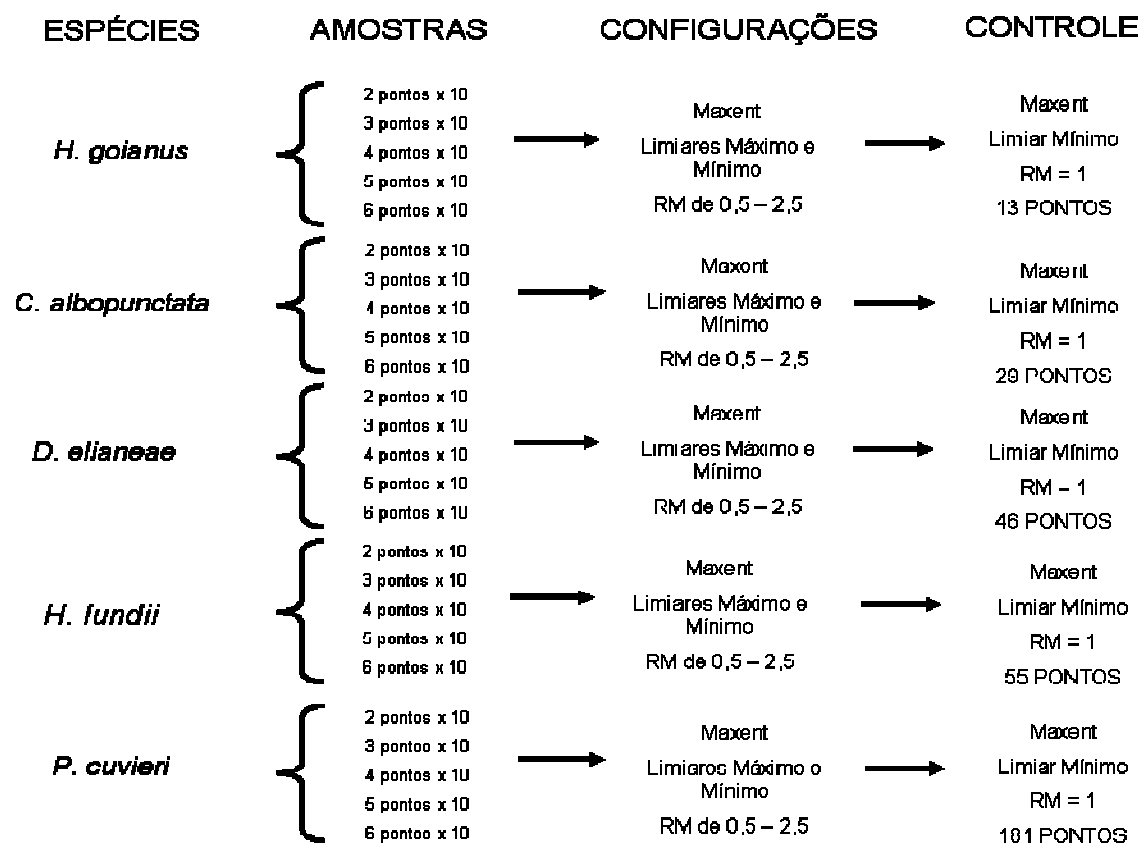 ESPÉCIES AMOSTRAS CONFIGURAÇÕES CONTROLE
H. goianus
2 pontos x 10
3 pontos x 10
4 pontos x 10
5 pontos x 10
6 pontos x 10
Maxent
Limiares Máximo e
Mínimo
RM de 0,5 – 2,5
Maxent
Limiar Mínimo
RM = 1
13 PONTOS
C. albopunctata
2 pontos x 10
3 pontos x 10
4 pontos x 10
5 pontos x 10
6 pontos x 10
Maxent
Limiares Máximo e
Mínimo
RM de 0,5 – 2,5
Maxent
Limiar Mínimo
RM = 1
29 PONTOS
D. elianeae
2 pontos x 10
3 pontos x 10
4 pontos x 10
5 pontos x 10
6 pontos x 10
Maxent
Limiares Máximo e
Mínimo
RM de 0,5 – 2,5
Maxent
Limiar Mínimo
RM = 1
46 PONTOS
H. lundii
2 pontos x 10
3 pontos x 10
4 pontos x 10
5 pontos x 10
6 pontos x 10
Maxent
Limiares Máximo e
Mínimo
RM de 0,5 – 2,5
Maxent
Limiar Mínimo
RM = 1
55 PONTOS
P. cuvieri
2 pontos x 10
3 pontos x 10
4 pontos x 10
5 pontos x 10
6 pontos x 10
Maxent
Limiares Máximo e
Mínimo
RM de 0,5 – 2,5
Maxent
Limiar Mínimo
RM = 1
PONTOS